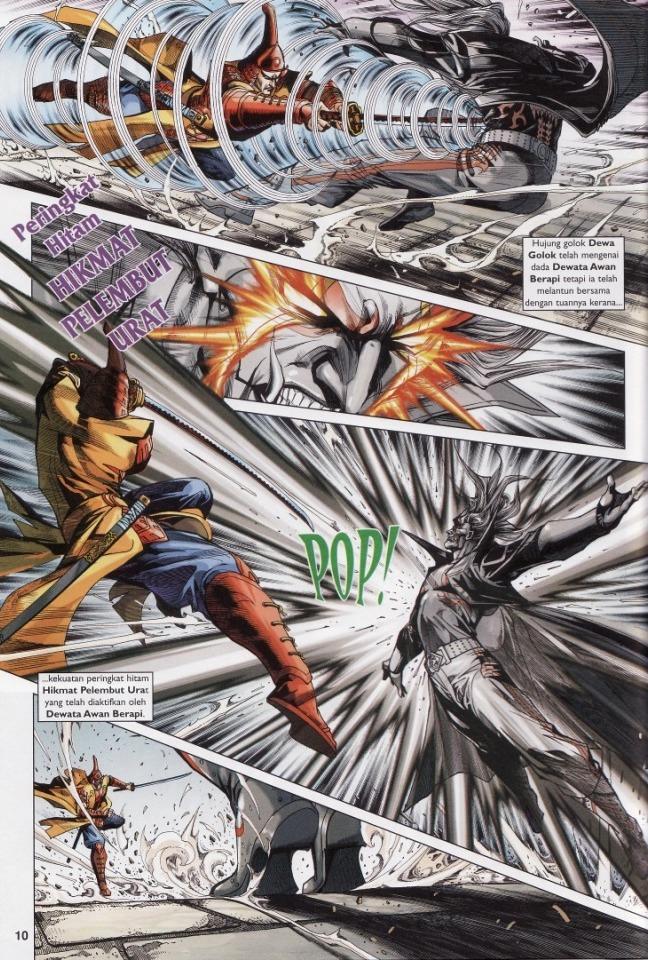 Peringkat
Hitam
HIKMAT
PELEMBUT
URAT
Hujung golok Dewa
Golok telah mengenai
dada Dewata Awan
Berapi tetapi ia telah
melantun bersama
dengan tuannya kerana...
POP!
...kekuatan peringkat hitam
Hikmat Pelembut Urat
yang telah diaktifkan oleh
Dewata Awan Berapi.
10